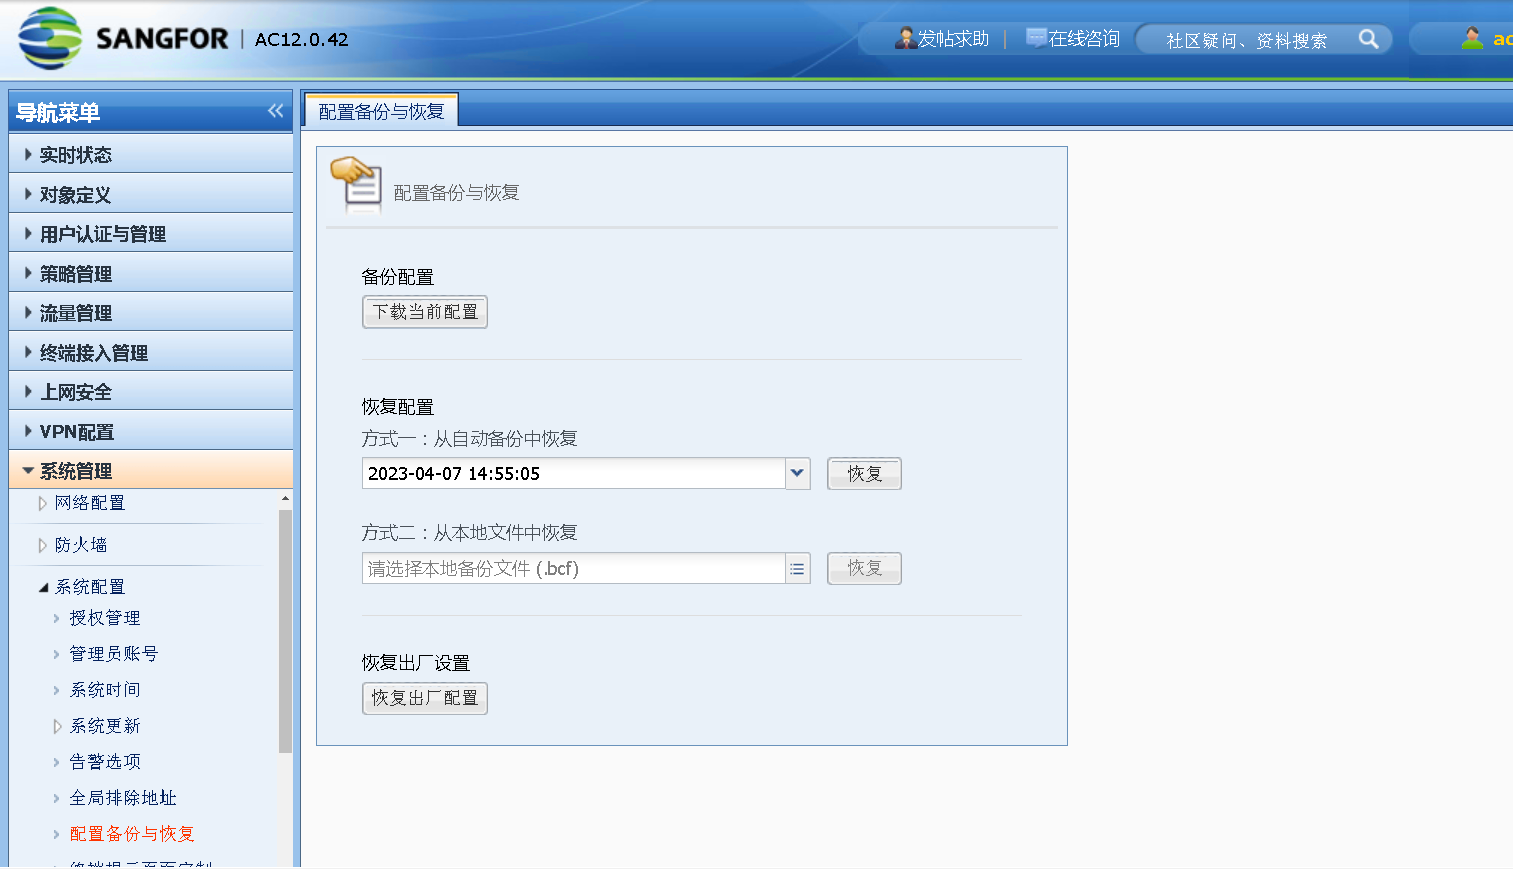 SANGFOR | AC12.0.42
发帖求助 | 在线咨询
社区疑问、资料搜索
导航菜单
配置备份与恢复
实时状态
对象定义
用户认证与管理
策略管理
流量管理
终端接入管理
上网安全
VPN配置
系统管理
网络配置
防火墙
系统配置
授权管理
管理员账号
系统时间
系统更新
告警选项
全局排除地址
配置备份与恢复
配置备份与恢复
备份配置
下载当前配置
恢复配置
方式一：从自动备份中恢复
2023-04-07 14:55:05
恢复
方式二：从本地文件中恢复
请选择本地备份文件 (.bcf)
恢复
恢复出厂设置
恢复出厂配置